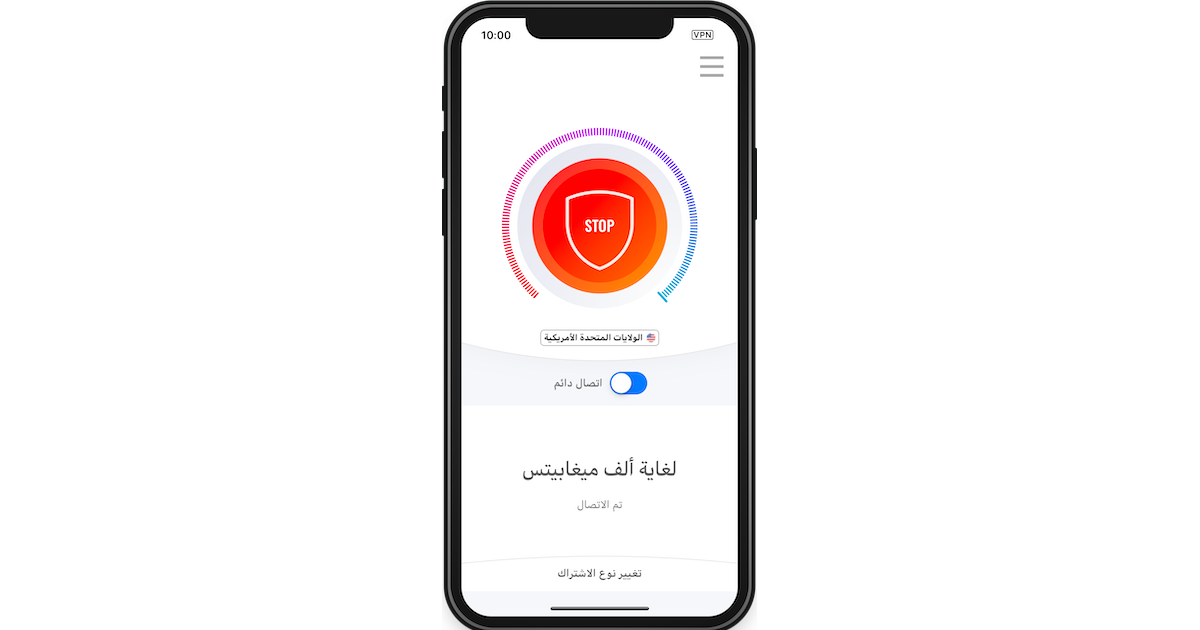 10:00
VPN
STOP
الولايات المتحدة الأمريكية
اتصال دائم
لغاية ألف ميغابيتس
تم الاتصال
تغيير نوع الاشتراك